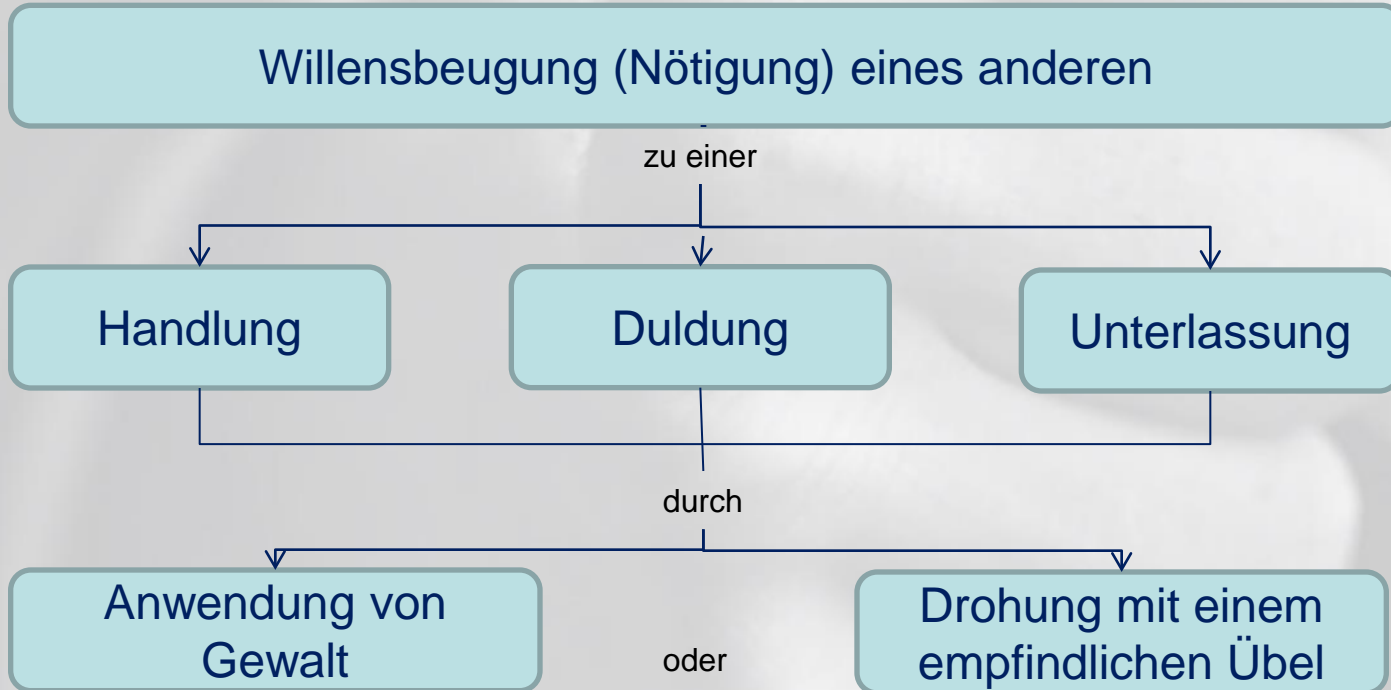 Willensbeugung (Nötigung) eines anderen
zu einer
Handlung
Duldung
Unterlassung
durch
Anwendung von
Gewalt
oder
Drohung mit einem
empfindlichen Übel